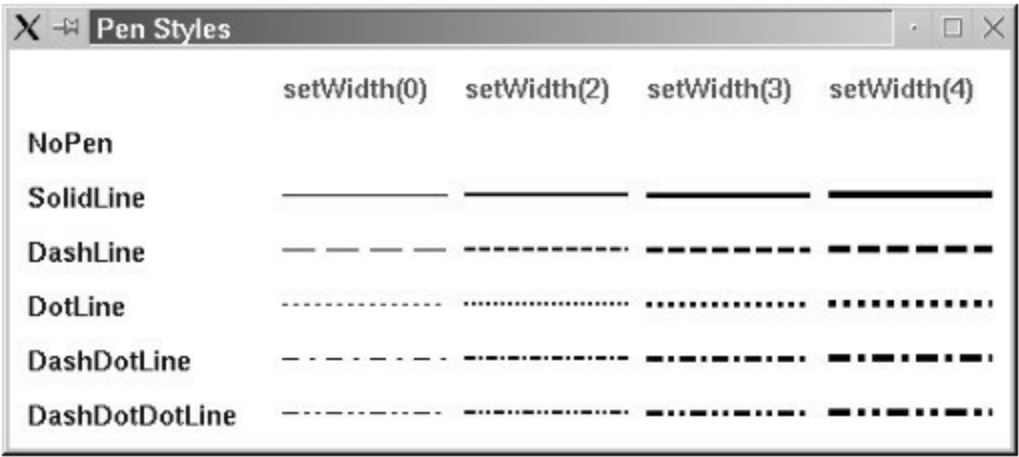 Pen Styles
setWidth(0) setWidth(2) setWidth(3) setWidth(4)
NoPen
SolidLine
DashLine
DotLine
DashDotLine
DashDotDotLine